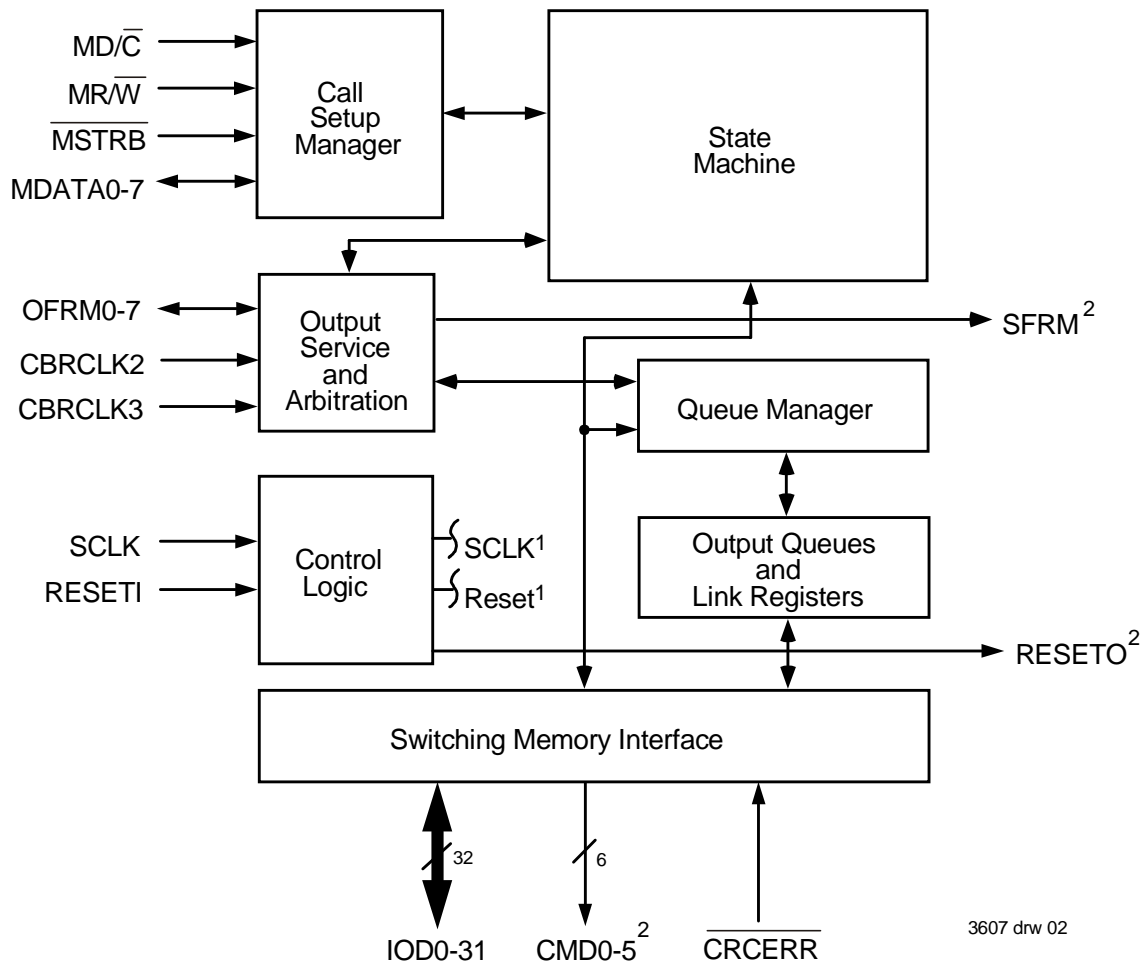 MD/C̅
MR/W̅
M̅S̅T̅R̅B̅
MDATA0-7
Call
Setup
Manager
State
Machine
OFRM0-7
CBRCLK2
CBRCLK3
Output
Service
and
Arbitration
SFRM²
Queue Manager
SCLK
RESETI
Control
Logic
SCLK¹
Reset¹
Output Queues
and
Link Registers
RESETO²
Switching Memory Interface
32
6
IOD0-31
CMD0-5²
C̅R̅C̅E̅R̅R̅
3607 drw 02